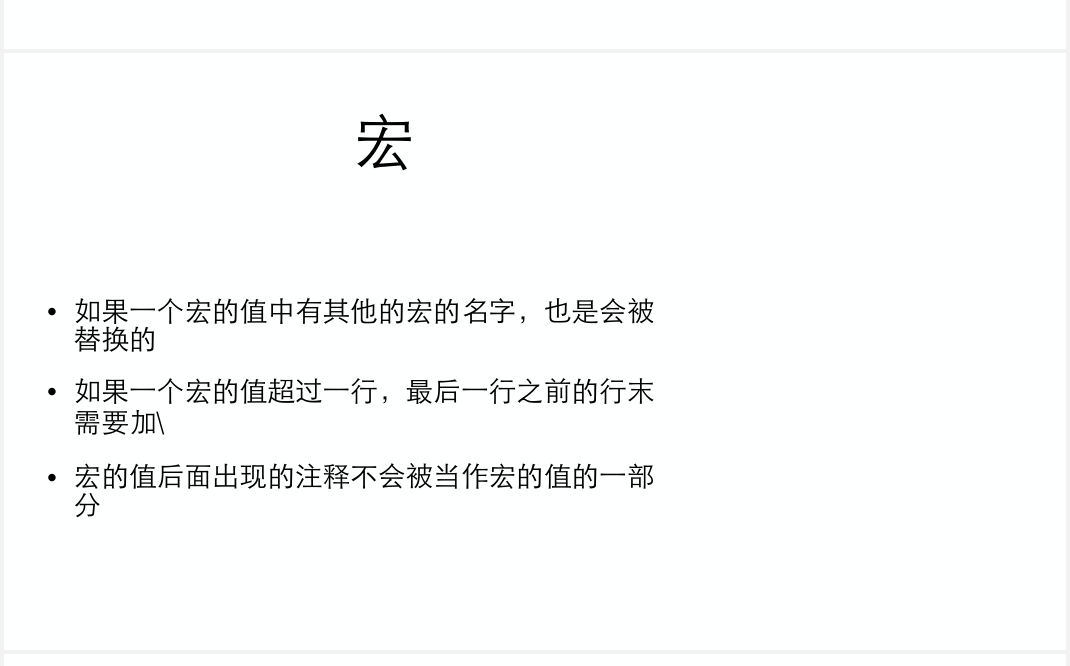 宏
• 如果一个宏的值中有其他的宏的名字，也是会被
替换的
• 如果一个宏的值超过一行，最后一行之前的行末
需要加\
• 宏的值后面出现的注释不会被当作宏的值的一部
分